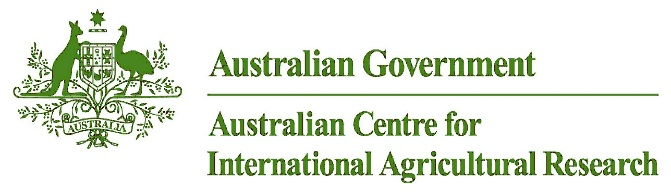 Australian Government
Australian Centre for
International Agricultural Research
AUSTRALIA